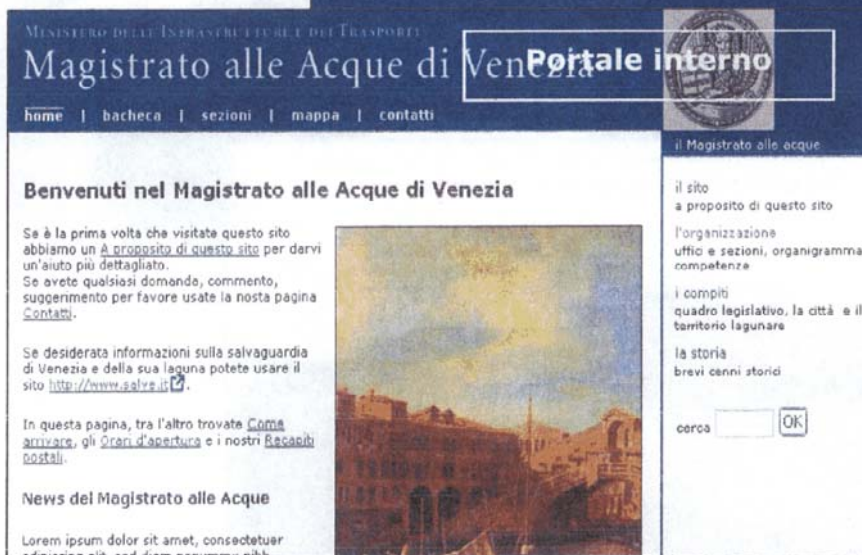 MINISTERO DELLE INFRASTRUTTURE E DEI TRASPORTI
Magistrato alle Acque di Venezia
Portale interno
home | bacheca | sezioni | mappa | contatti
il Magistrato alle acque
Benvenuti nel Magistrato alle Acque di Venezia
Se è la prima volta che visitate questo sito
abbiamo un A proposito di questo sito per darvi
un'aiuto più dettagliato.
Se avete qualsiasi domanda, commento,
suggerimento per favore usate la nosta pagina
Contatti.
Se desiderata informazioni sulla salvaguardia
di Venezia e della sua laguna potete usare il
sito http://www.salve.it.
In questa pagina, tra l'altro trovate Come
arrivare, gli Orari d'apertura e i nostri Recapiti
postali.
News del Magistrato alle Acque
Lorem ipsum dolor sit amet, consectetuer
adipiscing elit, sed diam nonummy nibh
il sito
a proposito di questo sito
l'organizzazione
uffici e sezioni, organigramma
competenze
i compiti
quadro legislativo, la città e il
territorio lagunare
la storia
brevi cenni storici
cerca OK